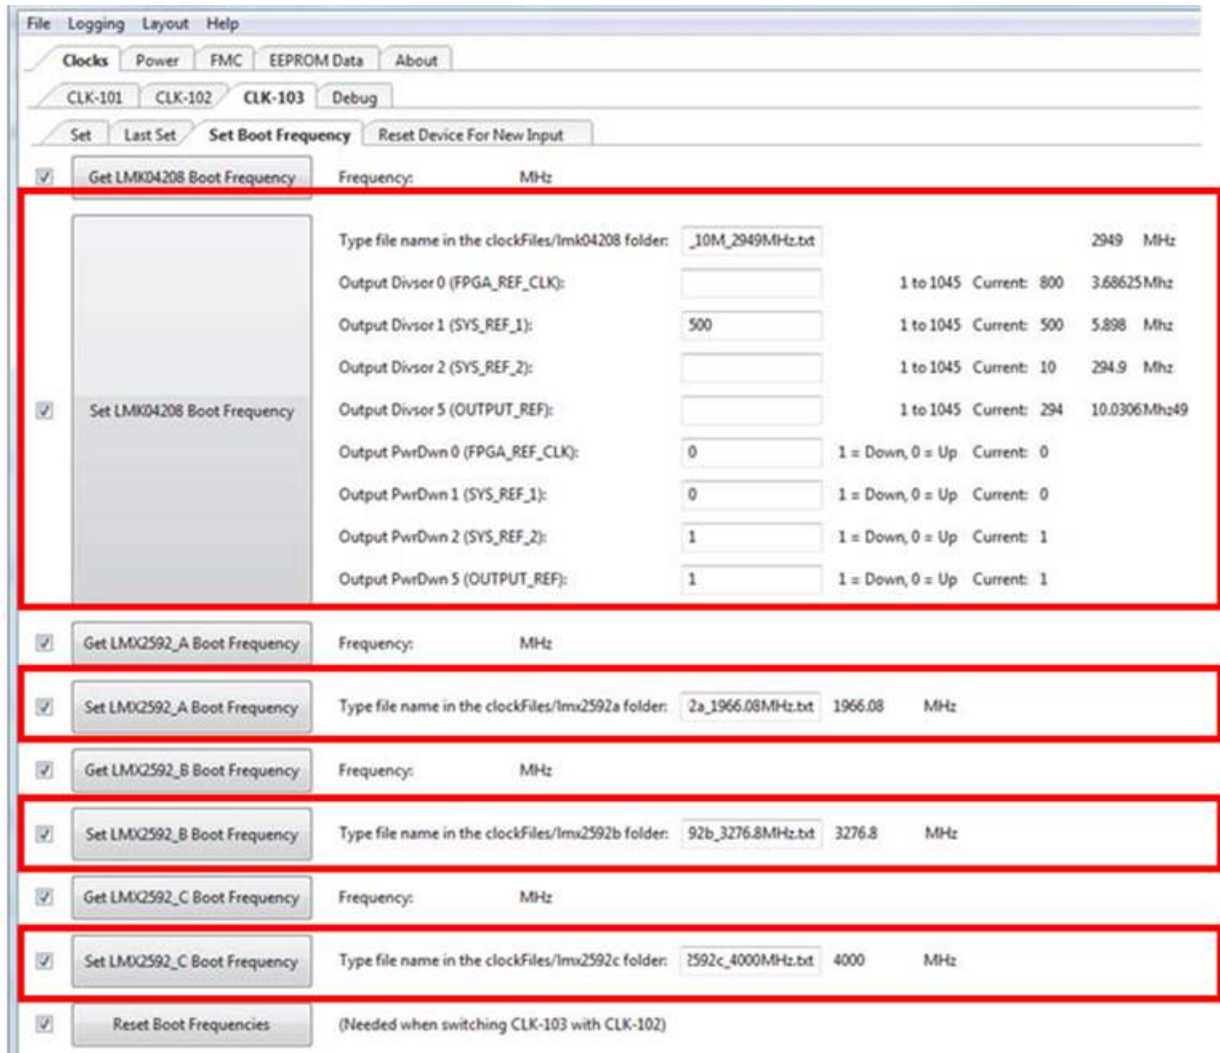 File Logging Layout Help
Clocks Power FMC EEPROM Data About
CLK-101 CLK-102 CLK-103 Debug
Set Last Set Set Boot Frequency Reset Device For New Input
Get LMK04208 Boot Frequency Frequency: MHz
Type file name in the clockFiles/lmk04208 folder: _10M_2949MHz.txt 2949 MHz
Output Divsor 0 (FPGA_REF_CLK): 1 to 1045 Current: 800 3.68625Mhz
Output Divsor 1 (SYS_REF_1): 500 1 to 1045 Current: 500 5.898 Mhz
Output Divsor 2 (SYS_REF_2): 1 to 1045 Current: 10 294.9 Mhz
Set LMK04208 Boot Frequency Output Divsor 5 (OUTPUT_REF): 1 to 1045 Current: 294 10.0306Mhz49
Output PwrDwn 0 (FPGA_REF_CLK): 0 1 = Down, 0 = Up Current: 0
Output PwrDwn 1 (SYS_REF_1): 0 1 = Down, 0 = Up Current: 0
Output PwrDwn 2 (SYS_REF_2): 1 1 = Down, 0 = Up Current: 1
Output PwrDwn 5 (OUTPUT_REF): 1 1 = Down, 0 = Up Current: 1
Get LMX2592_A Boot Frequency Frequency: MHz
Set LMX2592_A Boot Frequency Type file name in the clockFiles/lmx2592a folder: 2a_1966.08MHz.txt 1966.08 MHz
Get LMX2592_B Boot Frequency Frequency: MHz
Set LMX2592_B Boot Frequency Type file name in the clockFiles/lmx2592b folder: 92b_3276.8MHz.txt 3276.8 MHz
Get LMX2592_C Boot Frequency Frequency: MHz
Set LMX2592_C Boot Frequency Type file name in the clockFiles/lmx2592c folder: 2592c_4000MHz.txt 4000 MHz
Reset Boot Frequencies (Needed when switching CLK-103 with CLK-102)